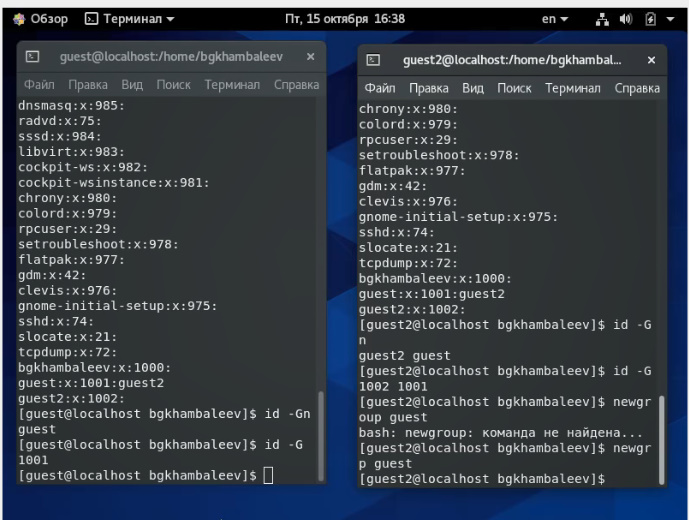 Обзор Терминал Пт, 15 октября 16:38 en
guest@localhost:/home/bgkhambaleev ×
Файл Правка Вид Поиск Терминал Справка
dnsmasq:x:985:
radvd:x:75:
sssd:x:984:
libvirt:x:983:
cockpit-ws:x:982:
cockpit-wsinstance:x:981:
chrony:x:980:
colord:x:979:
rpcuser:x:29:
setroubleshoot:x:978:
flatpak:x:977:
gdm:x:42:
clevis:x:976:
gnome-initial-setup:x:975:
sshd:x:74:
slocate:x:21:
tcpdump:x:72:
bgkhambaleev:x:1000:
guest:x:1001:guest2
guest2:x:1002:
[guest@localhost bgkhambaleev]$ id -Gn
guest
[guest@localhost bgkhambaleev]$ id -G
1001
[guest@localhost bgkhambaleev]$
guest2@localhost:/home/bgkhambal... ×
Файл Правка Вид Поиск Терминал Справка
chrony:x:980:
colord:x:979:
rpcuser:x:29:
setroubleshoot:x:978:
flatpak:x:977:
gdm:x:42:
clevis:x:976:
gnome-initial-setup:x:975:
sshd:x:74:
slocate:x:21:
tcpdump:x:72:
bgkhambaleev:x:1000:
guest:x:1001:guest2
guest2:x:1002:
[guest2@localhost bgkhambaleev]$ id -G
n
guest2 guest
[guest2@localhost bgkhambaleev]$ id -G
1002 1001
[guest2@localhost bgkhambaleev]$ newgr
oup guest
bash: newgroup: команда не найдена...
[guest2@localhost bgkhambaleev]$ newgr
p guest
[guest2@localhost bgkhambaleev]$